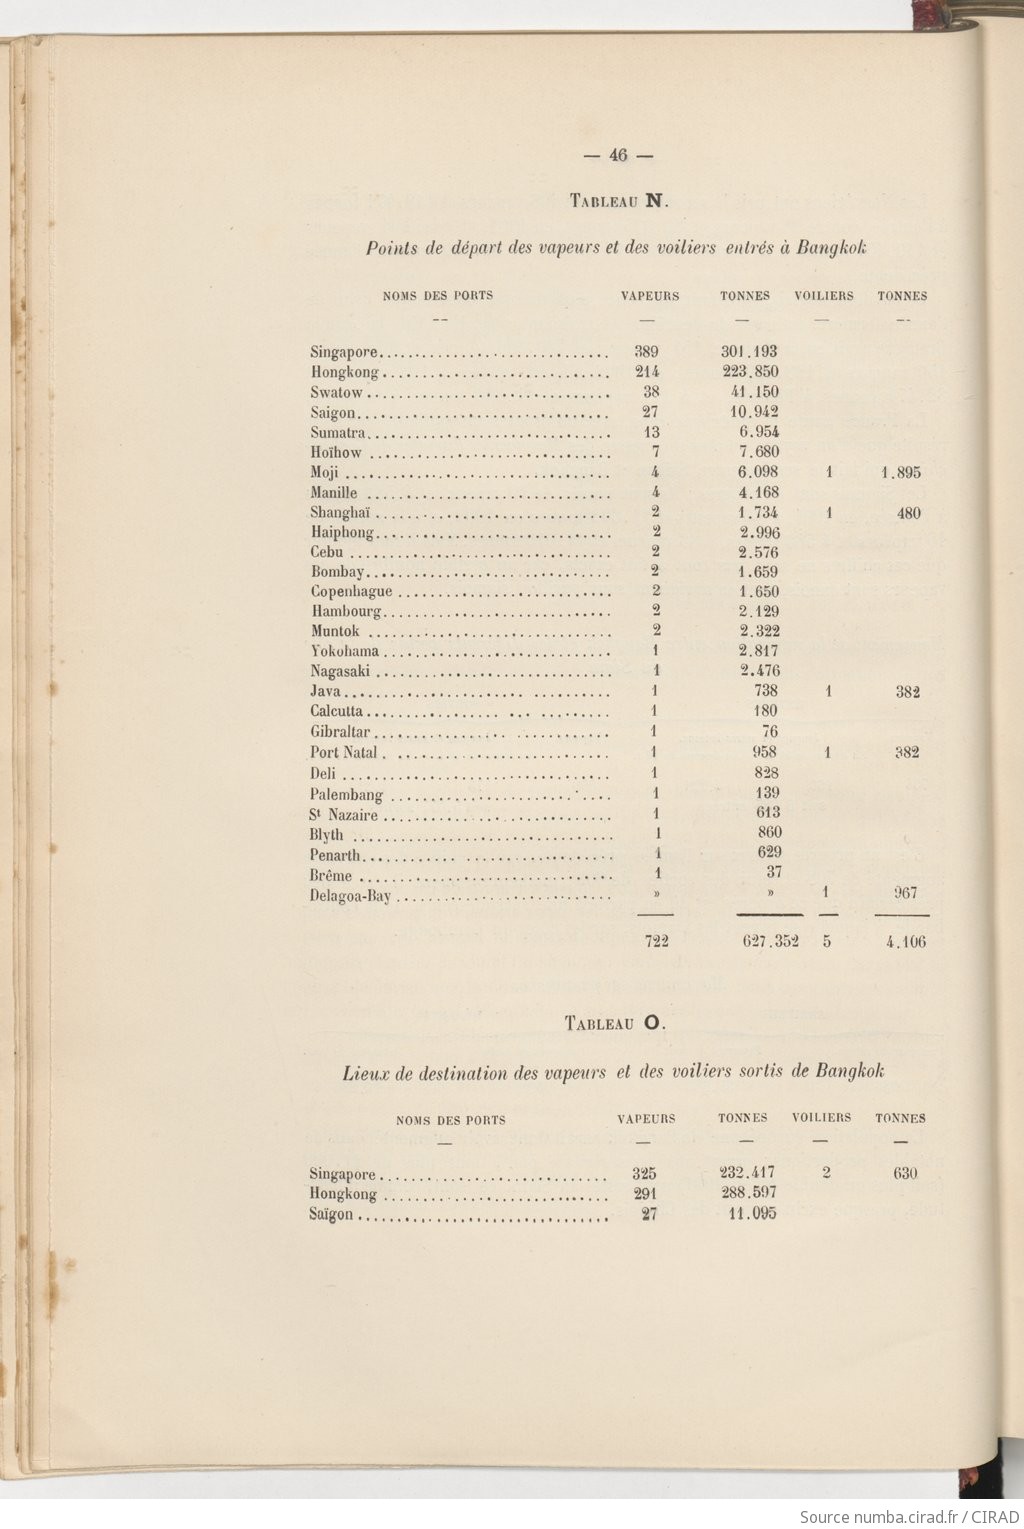 — 46 —
TABLEAU N.
Points de départ des vapeurs et des voiliers entrés à Bangkok
NOMS DES PORTS VAPEURS TONNES VOILIERS TONNES
Singapore 389 301.193
Hongkong 214 223.850
Swatow 38 41.150
Saigon 27 10.942
Sumatra 13 6.954
Hoïhow 7 7.680
Moji 4 6.098 1 1.895
Manille 4 4.168
Shanghaï 2 1.734 1 480
Haiphong 2 2.996
Cebu 2 2.576
Bombay 2 1.659
Copenhague 2 1.650
Hambourg 2 2.129
Muntok 2 2.322
Yokohama 1 2.817
Nagasaki 1 2.476
Java 1 738 1 382
Calcutta 1 180
Gibraltar 1 76
Port Natal 1 958 1 382
Deli 1 828
Palembang 1 139
St Nazaire 1 613
Blyth 1 860
Penarth 1 629
Brême 1 37
Delagoa-Bay » » 1 967
722 627.352 5 4.106
TABLEAU O.
Lieux de destination des vapeurs et des voiliers sortis de Bangkok
NOMS DES PORTS VAPEURS TONNES VOILIERS TONNES
Singapore 325 232.417 2 630
Hongkong 291 288.597
Saïgon 27 11.095
Source numba.cirad.fr / CIRAD